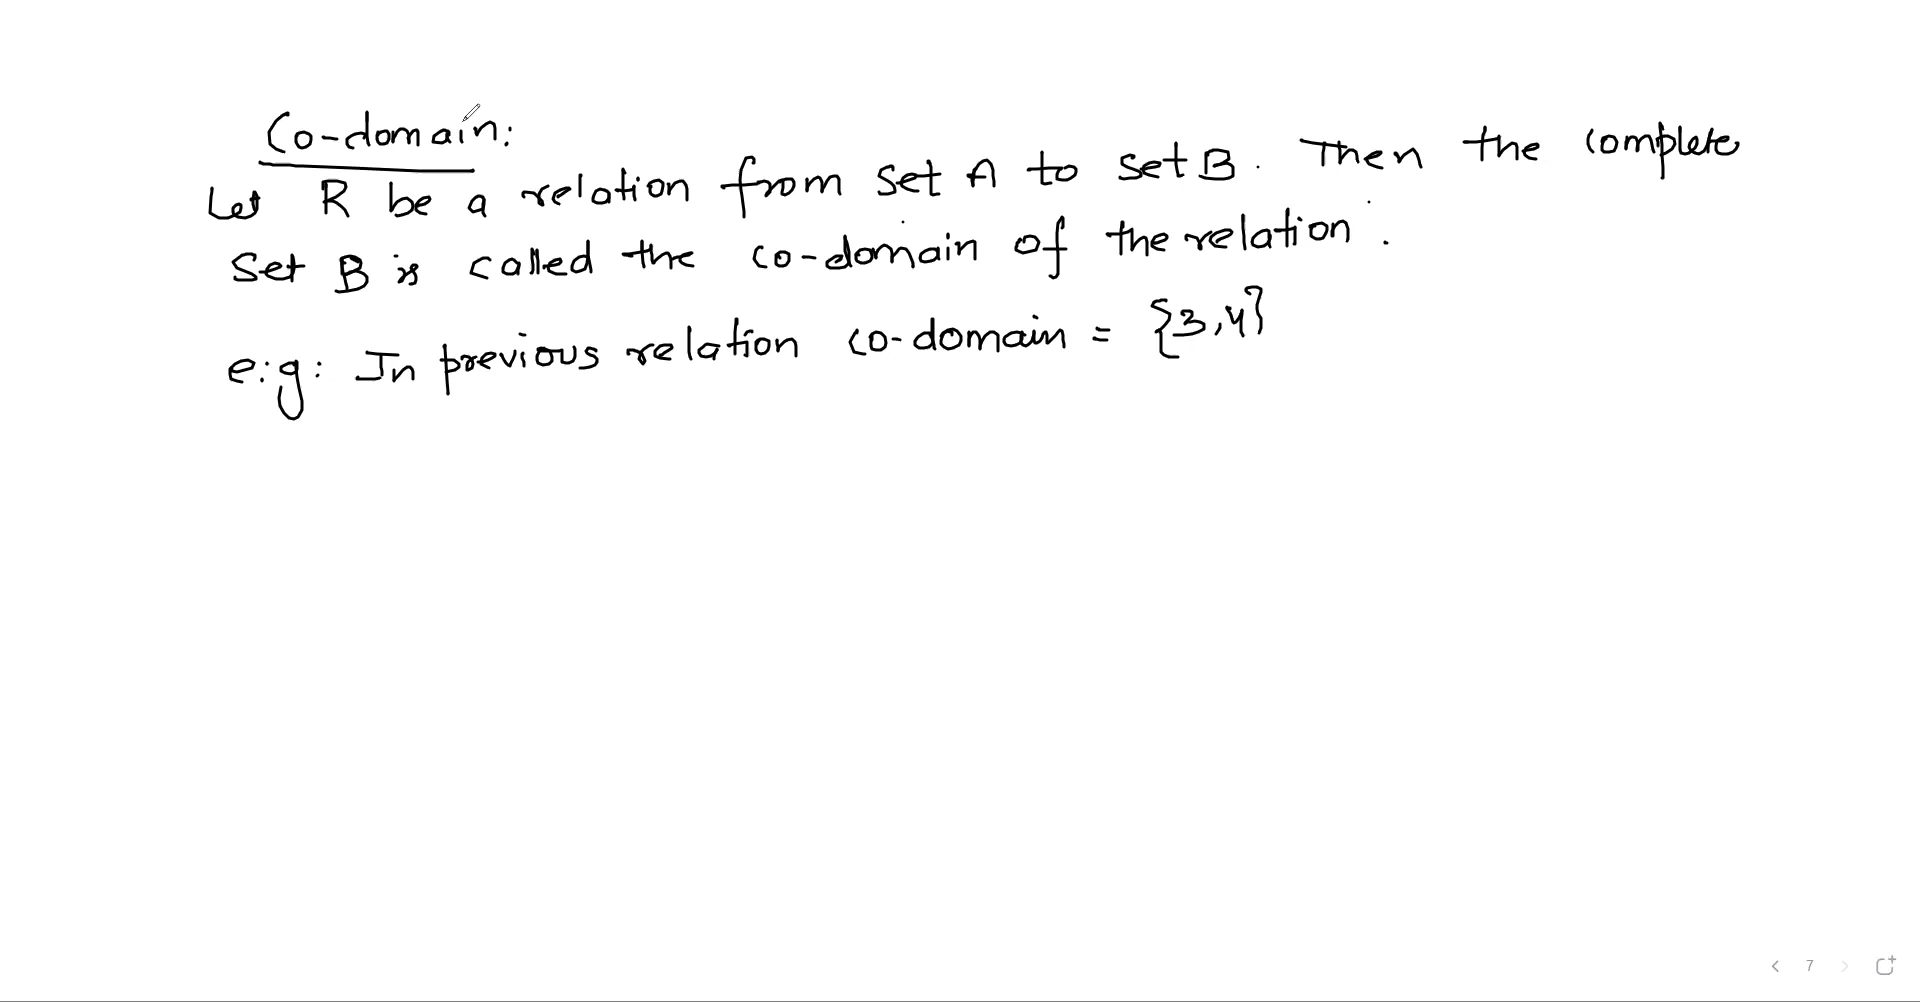 Co-domain:
Let R be a relation from set A to set B. Then the complete
Set B is called the co-domain of the relation.
e.g: In previous relation co-domain = {3,4}
7